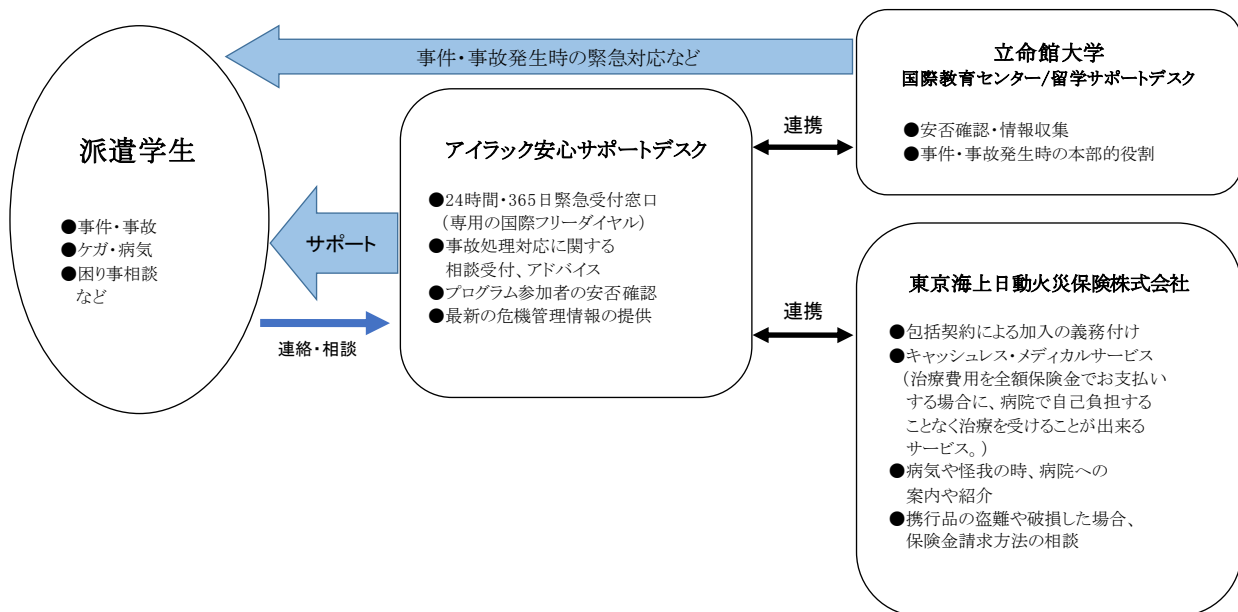 事件・事故発生時の緊急対応など
立命館大学
国際教育センター/留学サポートデスク
●安否確認・情報収集
●事件・事故発生時の本部的役割
派遣学生
●事件・事故
●ケガ・病気
●困り事相談
など
サポート
連絡・相談
アイラック安心サポートデスク
●24時間・365日緊急受付窓口
(専用の国際フリーダイヤル)
●事故処理対応に関する
相談受付、アドバイス
●プログラム参加者の安否確認
●最新の危機管理情報の提供
連携
連携
東京海上日動火災保険株式会社
●包括契約による加入の義務付け
●キャッシュレス・メディカルサービス
(治療費用を全額保険金でお支払い
する場合に、病院で自己負担する
ことなく治療を受けることが出来る
サービス。)
●病気や怪我の時、病院への
案内や紹介
●携行品の盗難や破損した場合、
保険金請求方法の相談